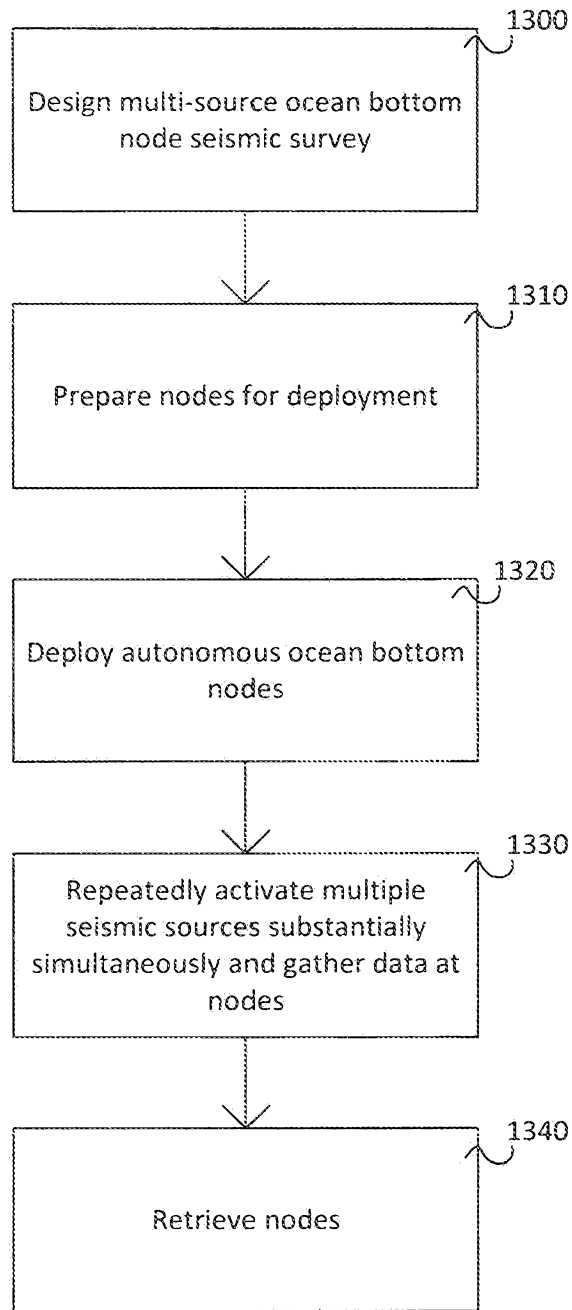 1300
Design multi-source ocean bottom
node seismic survey
1310
Prepare nodes for deployment
1320
Deploy autonomous ocean bottom
nodes
1330
Repeatedly activate multiple
seismic sources substantially
simultaneously and gather data at
nodes
1340
Retrieve nodes